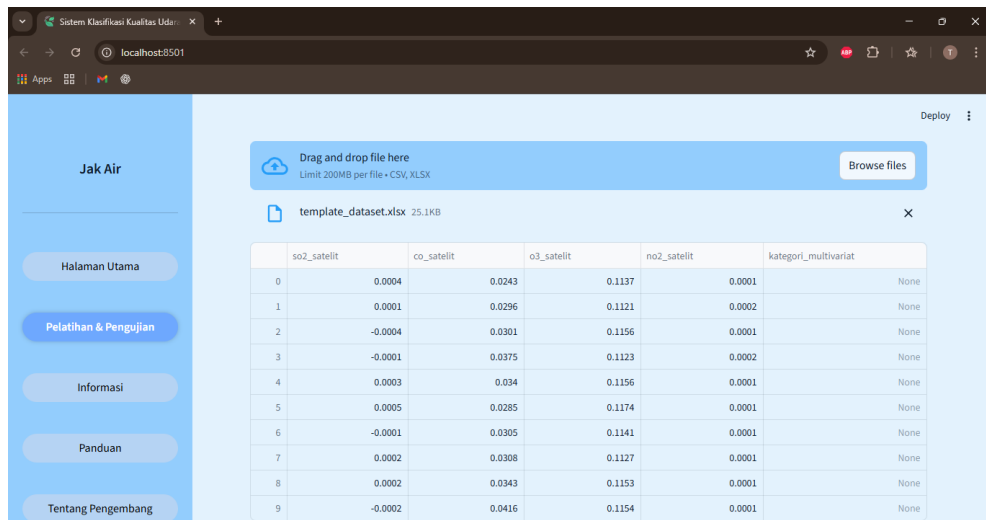 Sistem Klasifikasi Kualitas Udar
localhost:8501
ABP
T
Apps
Deploy
Jak Air
Halaman Utama
Pelatihan & Pengujian
Informasi
Panduan
Tentang Pengembang
Drag and drop file here
Limit 200MB per file • CSV, XLSX
Browse files
template_dataset.xlsx 25.1KB
so2_satelit co_satelit o3_satelit no2_satelit kategori_multivariat
0 0.0004 0.0243 0.1137 0.0001 None
1 0.0001 0.0296 0.1121 0.0002 None
2 -0.0004 0.0301 0.1156 0.0001 None
3 -0.0001 0.0375 0.1123 0.0002 None
4 0.0003 0.034 0.1156 0.0001 None
5 0.0005 0.0285 0.1174 0.0001 None
6 -0.0001 0.0305 0.1141 0.0001 None
7 0.0002 0.0308 0.1127 0.0001 None
8 0.0002 0.0343 0.1153 0.0001 None
9 -0.0002 0.0416 0.1154 0.0001 None